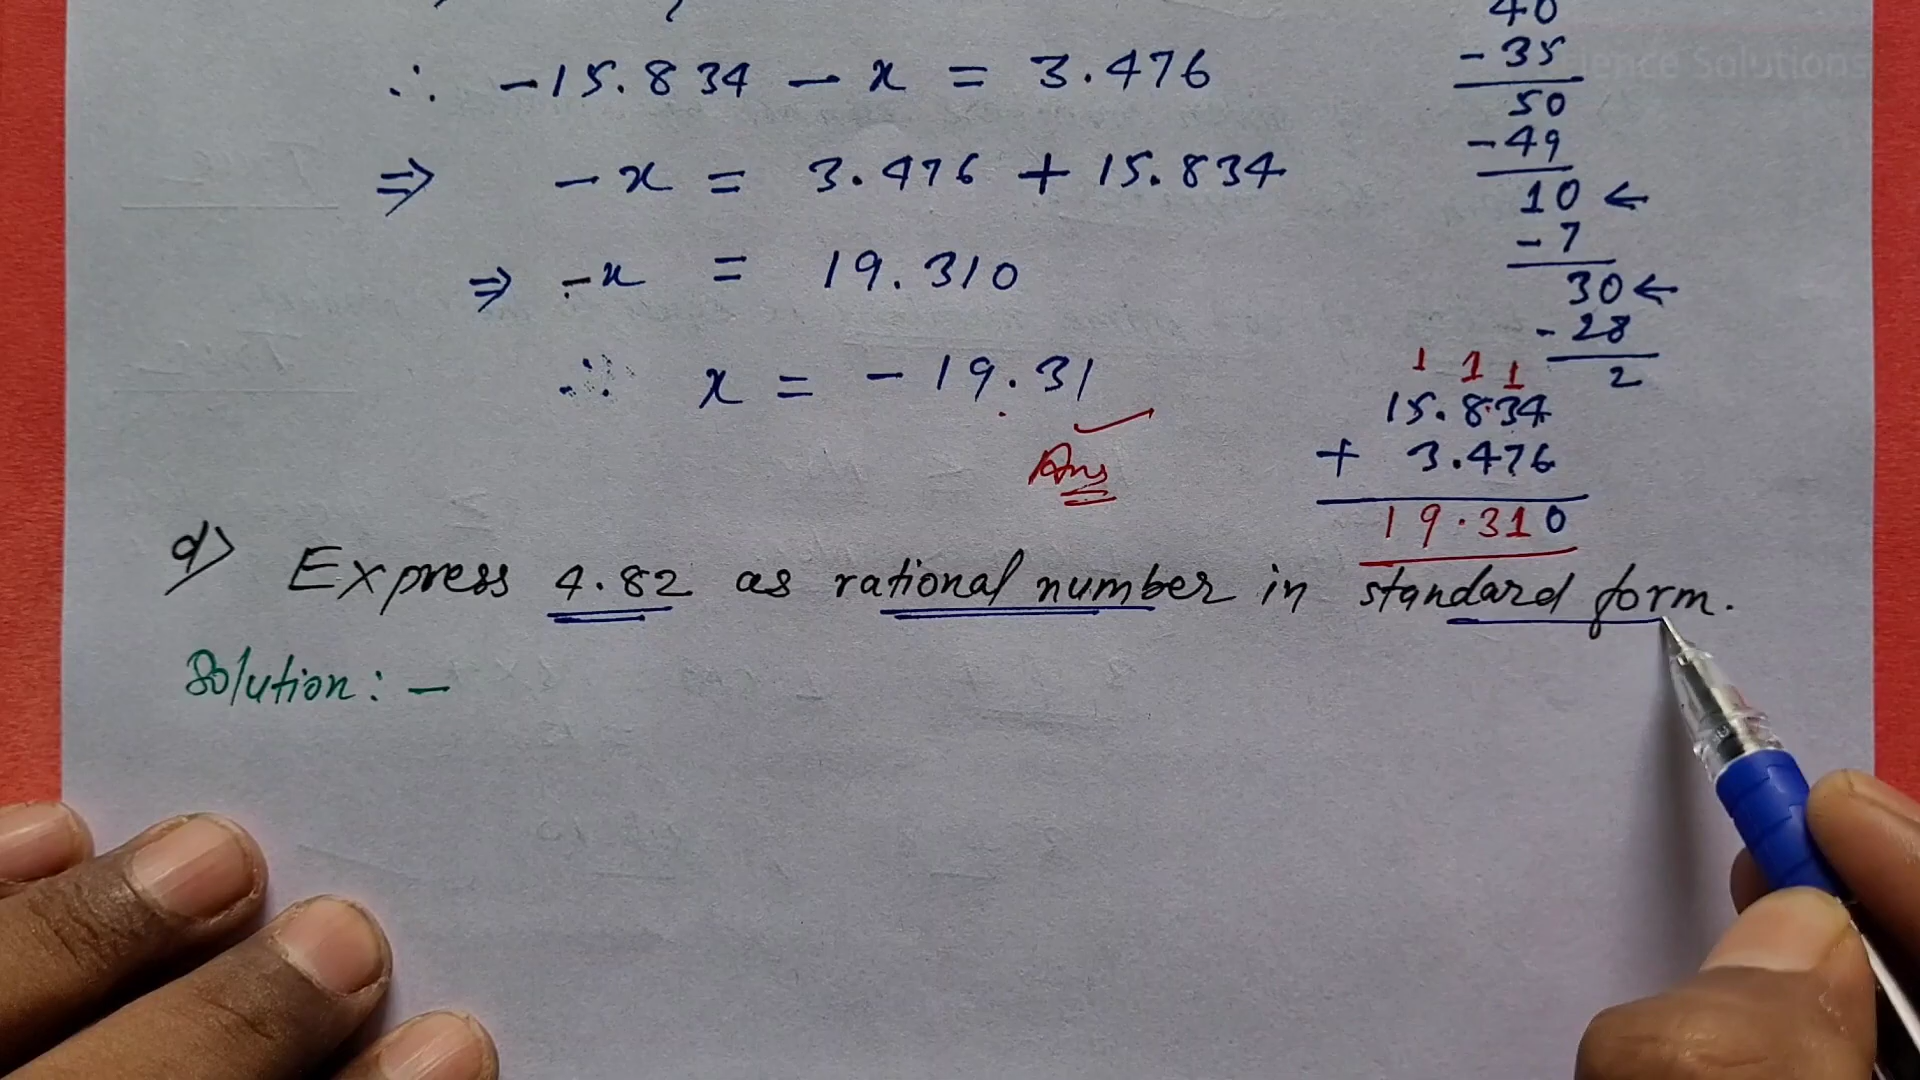 ∴ -15.834 - x = 3.476
⇒ -x = 3.476 + 15.834
⇒ -x = 19.310
∴ x = -19.31
Ans
40
- 35
50
- 49
10 ←
- 7
30 ←
- 28
2
1 1 1
15.834
+ 3.476
19.310
d> Express 4.82 as rational number in standard form.
Solution: -
ience Solutions